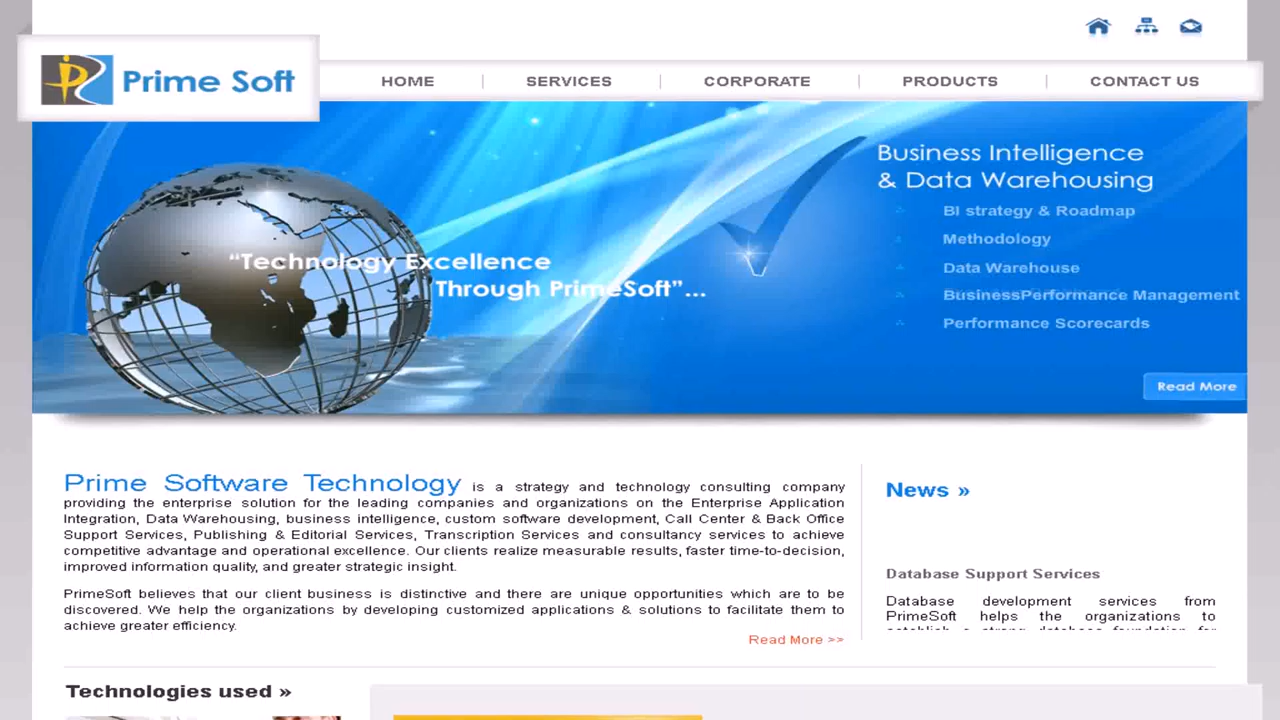 Prime Soft
HOME
SERVICES
CORPORATE
PRODUCTS
CONTACT US
Business Intelligence
& Data Warehousing
BI strategy & Roadmap
Methodology
Data Warehouse
BusinessPerformance Management
Performance Scorecards
“Technology Excellence
Through PrimeSoft”...
Read More
Prime Software Technology is a strategy and technology consulting company
providing the enterprise solution for the leading companies and organizations on the Enterprise Application
Integration, Data Warehousing, business intelligence, custom software development, Call Center & Back Office
Support Services, Publishing & Editorial Services, Transcription Services and consultancy services to achieve
competitive advantage and operational excellence. Our clients realize measurable results, faster time-to-decision,
improved information quality, and greater strategic insight.
PrimeSoft believes that our client business is distinctive and there are unique opportunities which are to be
discovered. We help the organizations by developing customized applications & solutions to facilitate them to
achieve greater efficiency.
Read More >>
News »
Database Support Services
Database development services from
PrimeSoft helps the organizations to
establish a strong database foundation for
Technologies used »